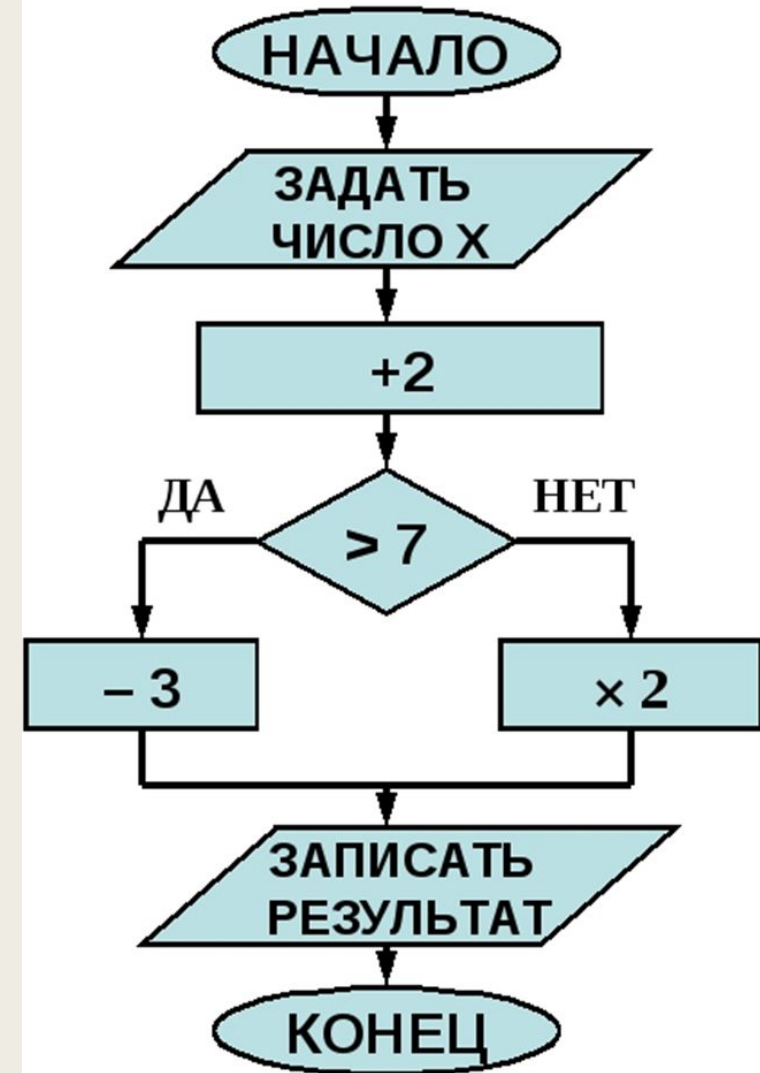 НАЧАЛО
ЗАДАТЬ
ЧИСЛО Х
+2
ДА
НЕТ
> 7
– 3
× 2
ЗАПИСАТЬ
РЕЗУЛЬТАТ
КОНЕЦ